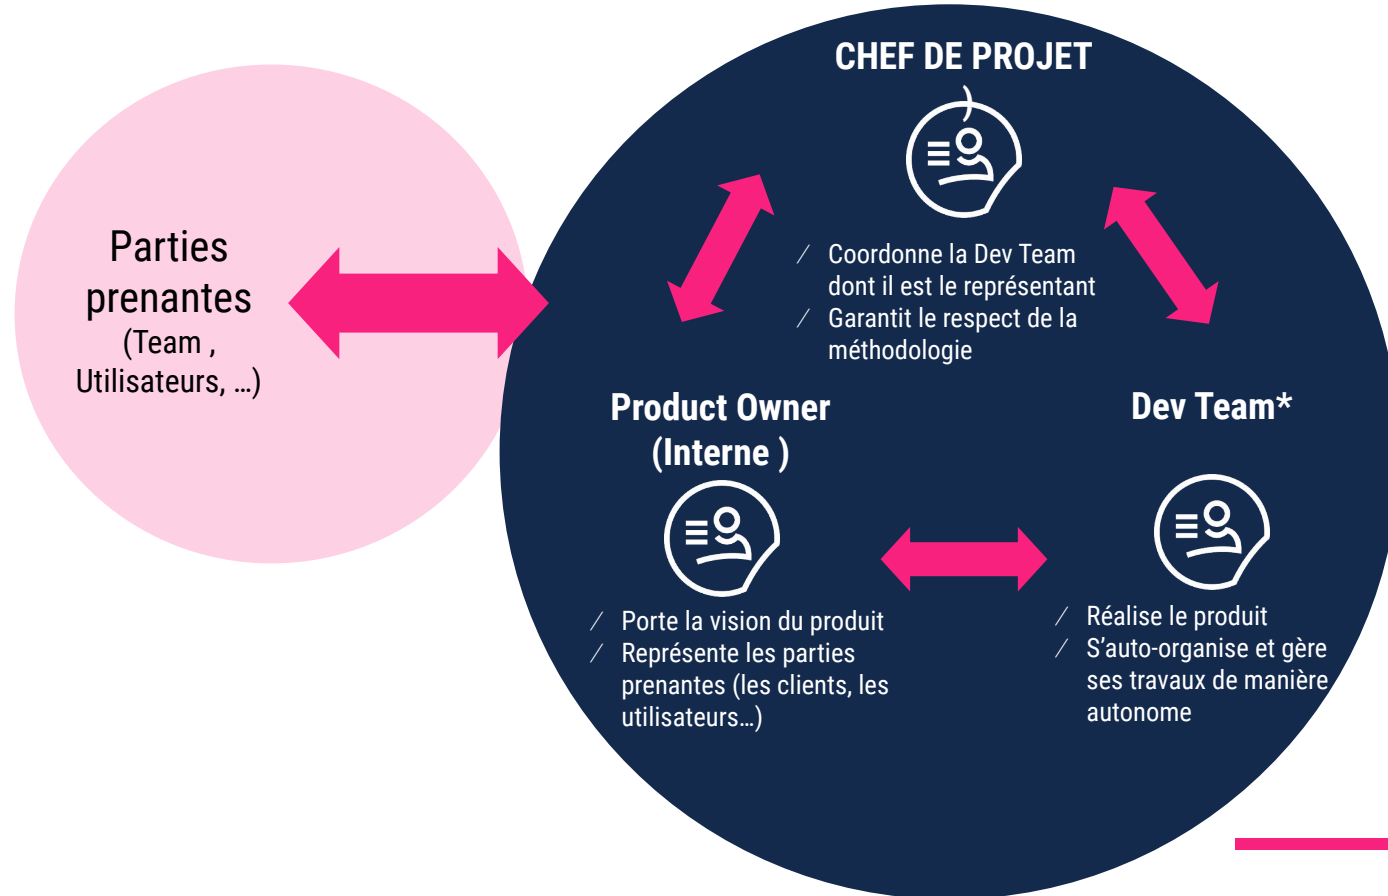 Parties
prenantes
(Team ,
Utilisateurs, …)
CHEF DE PROJET
⁄ Coordonne la Dev Team
dont il est le représentant
⁄ Garantit le respect de la
méthodologie
Product Owner
(Interne )
⁄ Porte la vision du produit
⁄ Représente les parties
prenantes (les clients, les
utilisateurs…)
Dev Team*
⁄ Réalise le produit
⁄ S’auto-organise et gère
ses travaux de manière
autonome